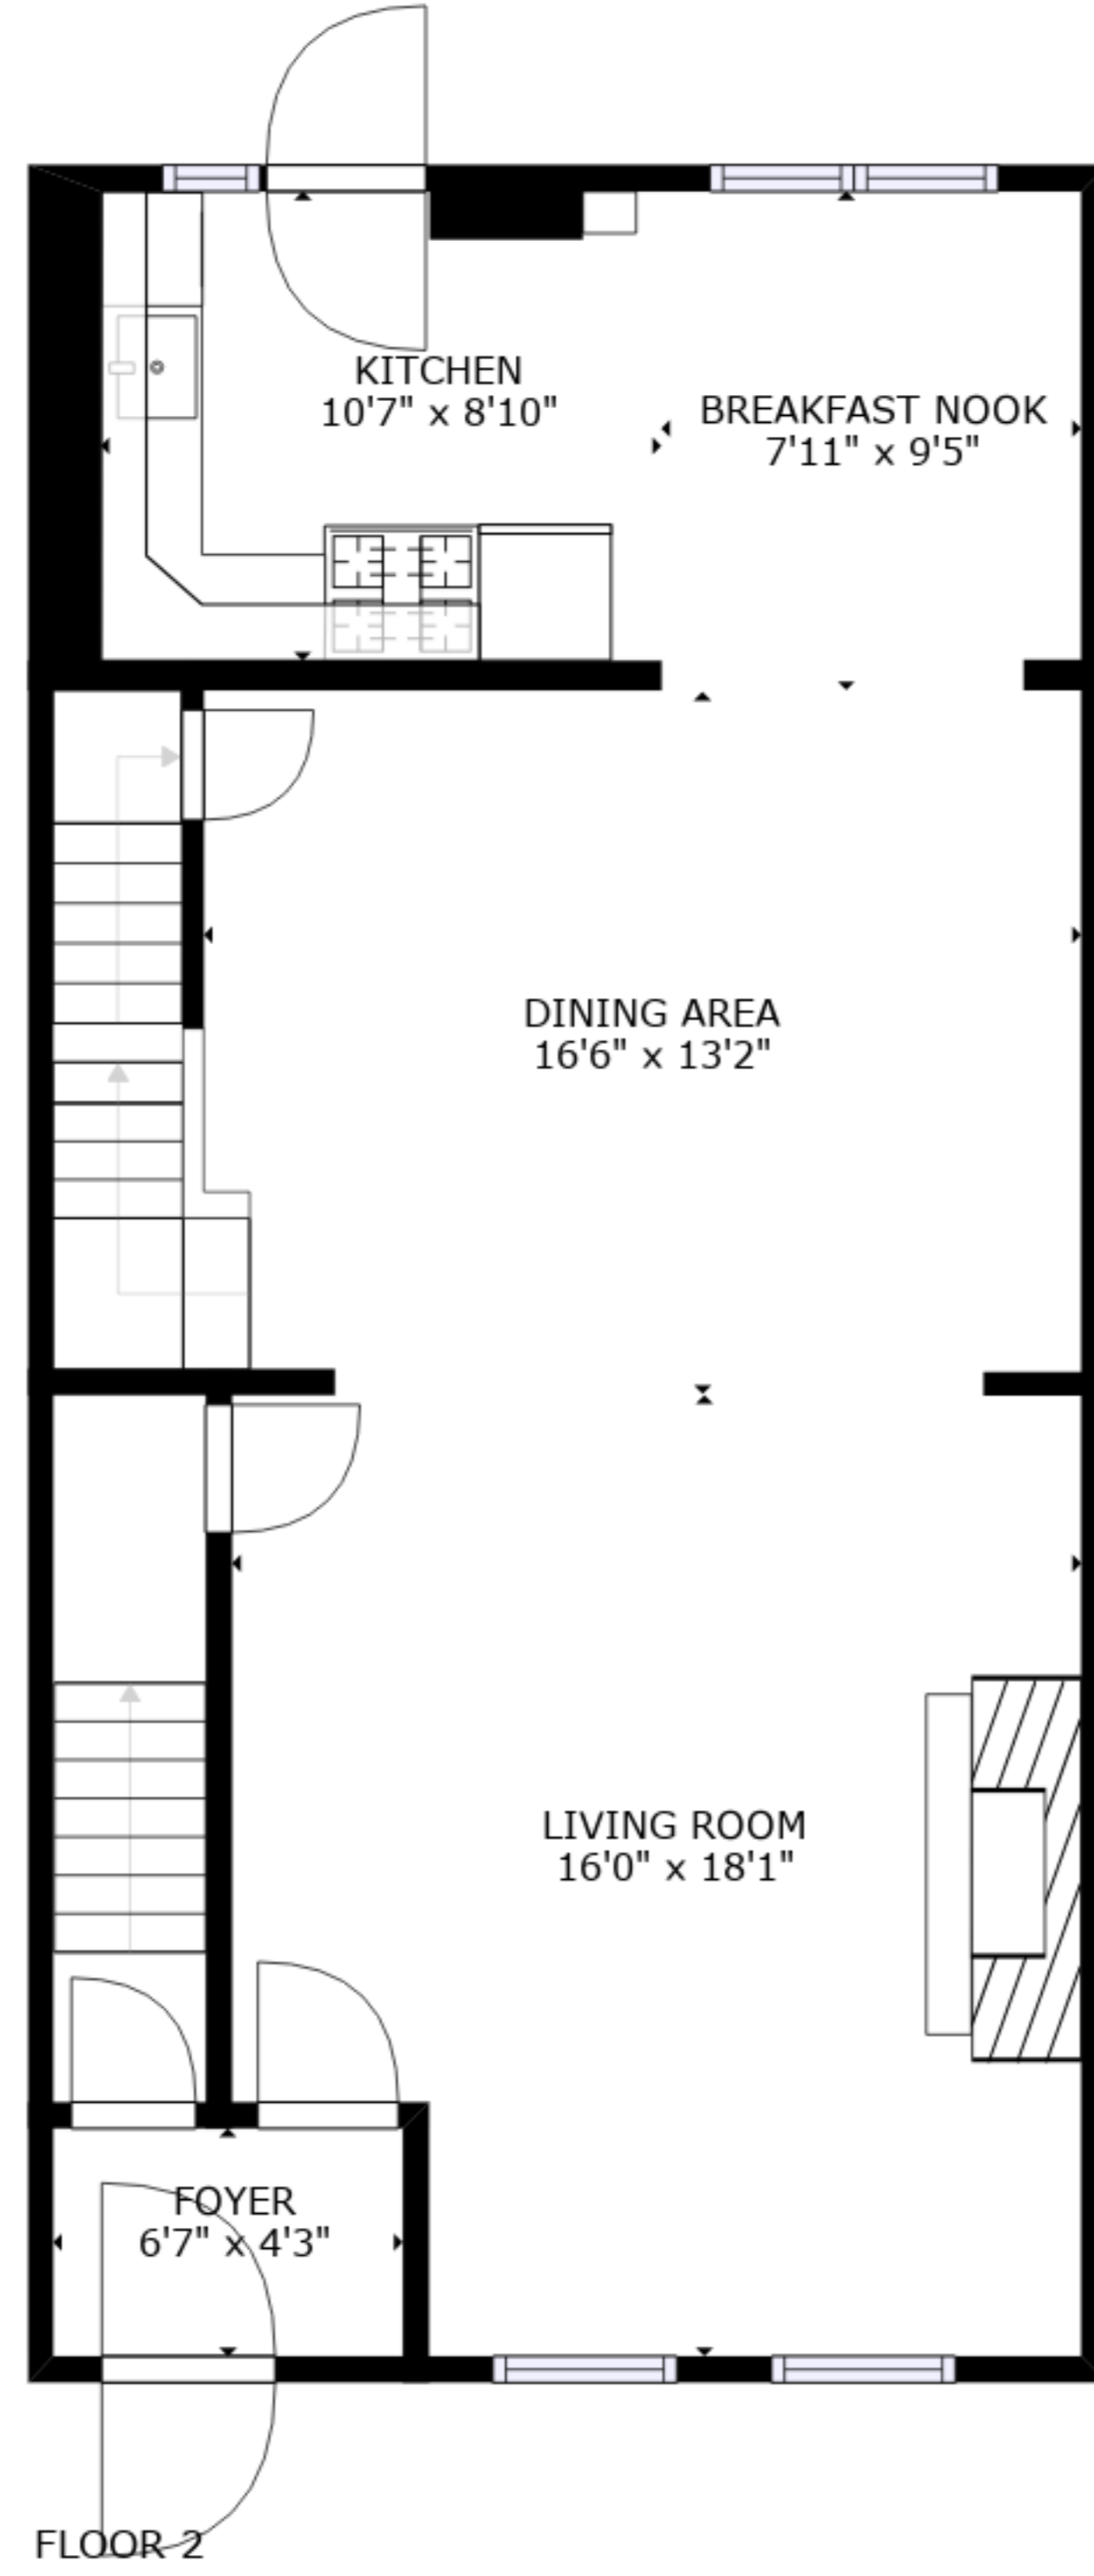 KITCHEN
10'7" x 8'10"
BREAKFAST NOOK
7'11" x 9'5"
DINING AREA
16'6" x 13'2"
LIVING ROOM
16'0" x 18'1"
FOYER
6'7" x 4'3"
FLOOR 2